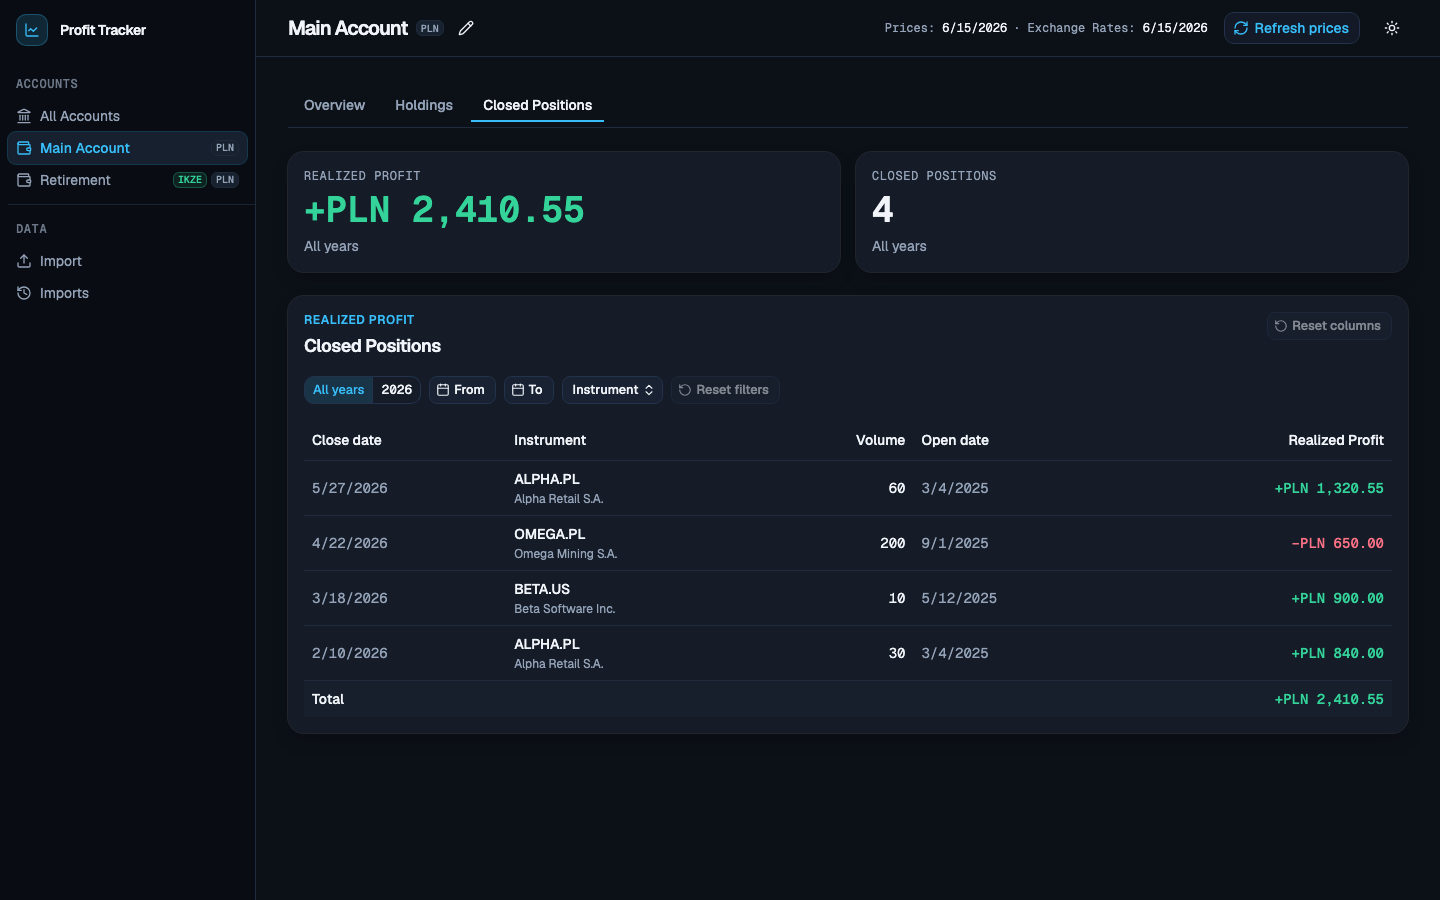 Profit Tracker
ACCOUNTS
All Accounts
Main Account PLN
Retirement IKZE PLN
DATA
Import
Imports
Main Account PLN
Prices: 6/15/2026 · Exchange Rates: 6/15/2026
Refresh prices
Overview Holdings Closed Positions
REALIZED PROFIT
+PLN 2,410.55
All years
CLOSED POSITIONS
4
All years
REALIZED PROFIT
Closed Positions
Reset columns
All years 2026 From To Instrument Reset filters
Close date Instrument Volume Open date Realized Profit
5/27/2026 ALPHA.PL 60 3/4/2025 +PLN 1,320.55
Alpha Retail S.A.
4/22/2026 OMEGA.PL 200 9/1/2025 −PLN 650.00
Omega Mining S.A.
3/18/2026 BETA.US 10 5/12/2025 +PLN 900.00
Beta Software Inc.
2/10/2026 ALPHA.PL 30 3/4/2025 +PLN 840.00
Alpha Retail S.A.
Total +PLN 2,410.55